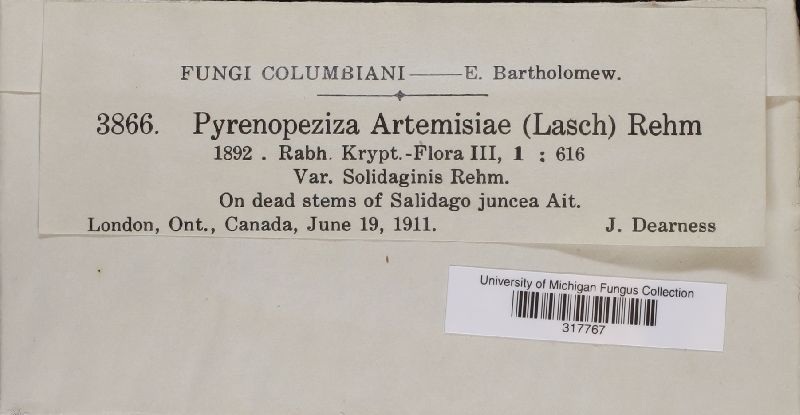 FUNGI COLUMBIANI——E. Bartholomew.
3866. Pyrenopeziza Artemisiae (Lasch) Rehm
1892 . Rabh. Krypt.-Flora III, 1 : 616
Var. Solidaginis Rehm.
On dead stems of Salidago juncea Ait.
London, Ont., Canada, June 19, 1911. J. Dearness
University of Michigan Fungus Collection
317767